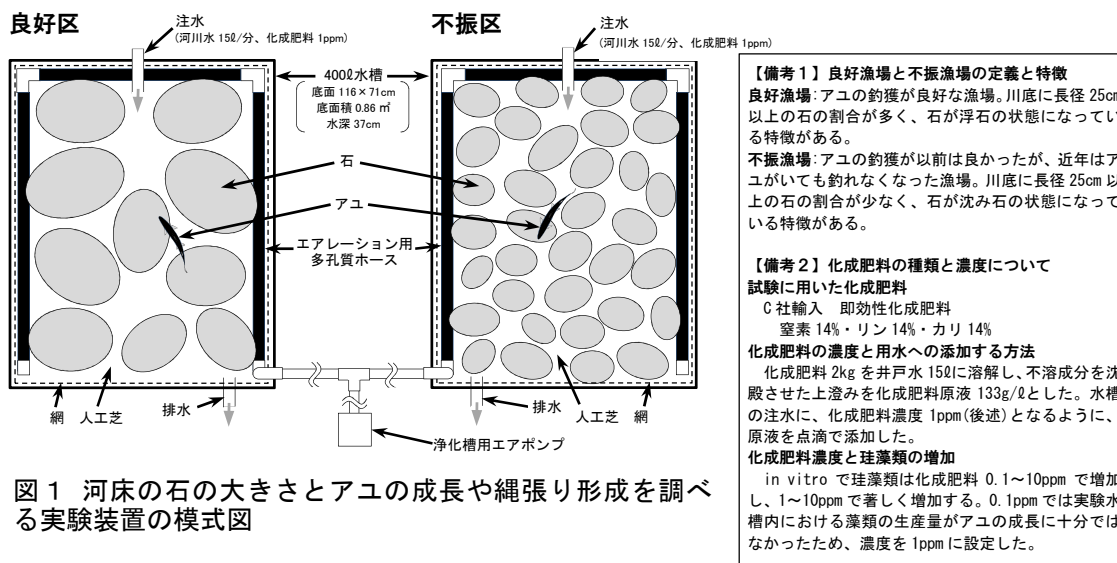 良好区
注水
(河川水 15ℓ/分、化成肥料 1ppm)
不振区
注水
(河川水 15ℓ/分、化成肥料 1ppm)
400ℓ水槽
底面 116×71cm
底面積 0.86 ㎡
水深 37cm
石
アユ
エアレーション用
多孔質ホース
網
人工芝
排水
排水
人工芝
網
浄化槽用エアポンプ
図1 河床の石の大きさとアユの成長や縄張り形成を調べ
る実験装置の模式図
【備考1】良好漁場と不振漁場の定義と特徴
良好漁場:アユの釣獲が良好な漁場。川底に長径 25cm
以上の石の割合が多く、石が浮石の状態になってい
る特徴がある。
不振漁場:アユの釣獲が以前は良かったが、近年はア
ユがいても釣れなくなった漁場。川底に長径 25cm 以
上の石の割合が少なく、石が沈み石の状態になって
いる特徴がある。
【備考2】化成肥料の種類と濃度について
試験に用いた化成肥料
C社輸入 即効性化成肥料
窒素 14%・リン 14%・カリ 14%
化成肥料の濃度と用水への添加する方法
化成肥料 2kg を井戸水 15ℓに溶解し、不溶成分を沈
殿させた上澄みを化成肥料原液 133g/ℓとした。水槽
の注水に、化成肥料濃度 1ppm(後述)となるように、
原液を点滴で添加した。
化成肥料濃度と珪藻類の増加
in vitro で珪藻類は化成肥料 0.1~10ppm で増加
し、1~10ppm で著しく増加する。0.1ppm では実験水
槽内における藻類の生産量がアユの成長に十分では
なかったため、濃度を 1ppm に設定した。